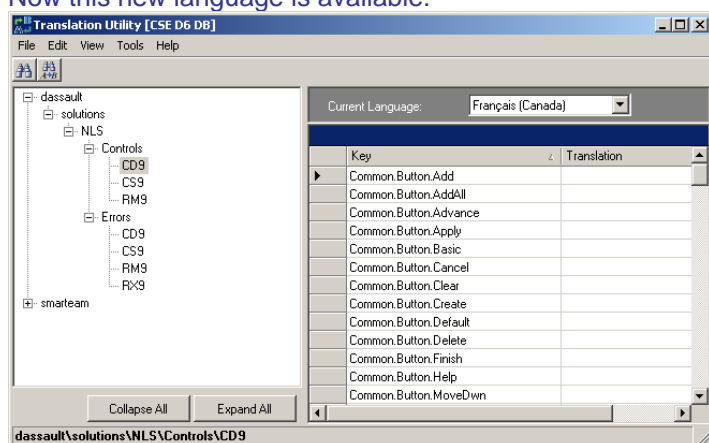 Now this new language is available.
Translation Utility [CSE D6 DB]
File Edit View Tools Help
A+B
dassault
solutions
NLS
Controls
CD9
CS9
RM9
Errors
CD9
CS9
RM9
RX9
smarteam
Collapse All Expand All
Current Language: Français (Canada)
Key Translation
Common.Button.Add
Common.Button.AddAll
Common.Button.Advance
Common.Button.Apply
Common.Button.Basic
Common.Button.Cancel
Common.Button.Clear
Common.Button.Create
Common.Button.Default
Common.Button.Delete
Common.Button.Finish
Common.Button.Help
Common.Button.MoveDwn
dassault\solutions\NLS\Controls\CD9